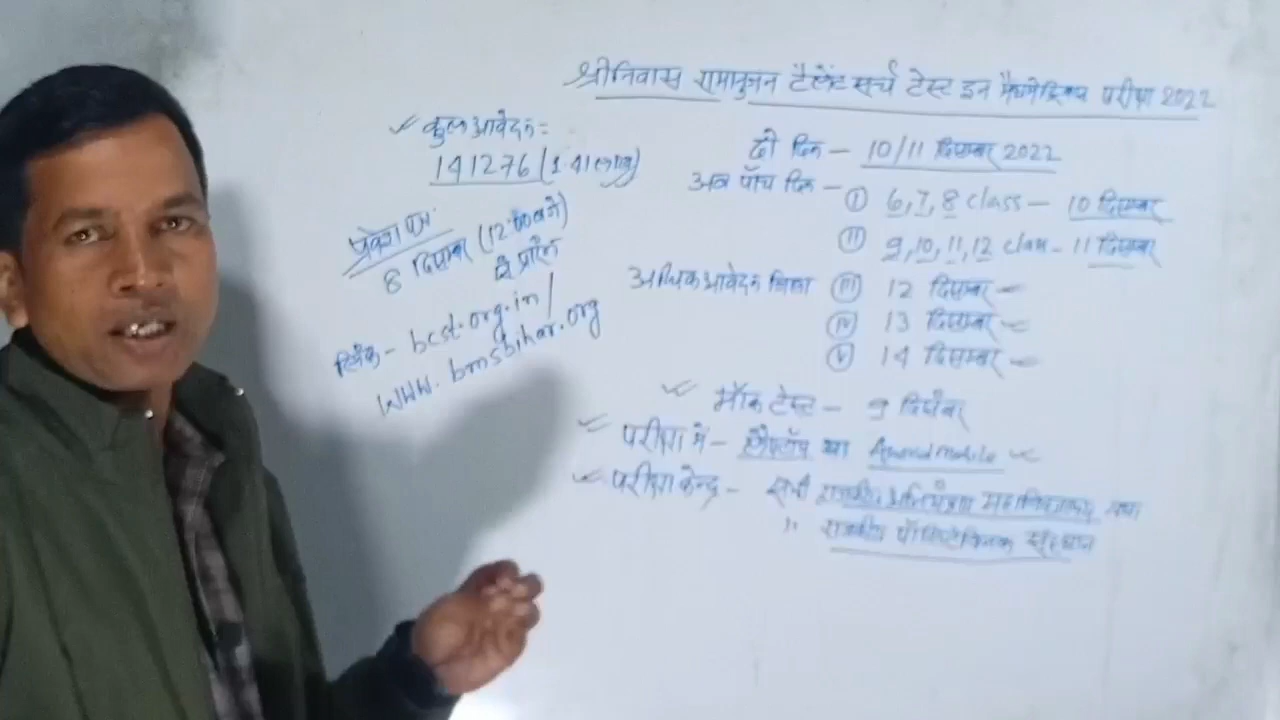 श्रीनिवास रामानुजन टैलेंट सर्च टेस्ट इन मैथमेटिक्स परीक्षा 2022
कुल आवेदन =
141276 (1.41 लाख)
प्रवेश पत्र
8 दिसम्बर (12:00 बजे)
से प्रारंभ
लिंक - bcst.org.in/
www.bmsbihar.org
दो दिन - 10/11 दिसम्बर 2022
अब पाँच दिन - (i) 6,7,8 class - 10 दिसम्बर
(ii) 9,10,11,12 class - 11 दिसम्बर
अधिक आवेदन जिला (iii) 12 दिसम्बर -
(iv) 13 दिसम्बर -
(v) 14 दिसम्बर -
मॉक टेस्ट - 9 दिसंबर
परीक्षा में - लैपटॉप या mobile
परीक्षा केन्द्र - सभी राजकीय अभियंत्रण महाविद्यालय तथा
" राजकीय पॉलिटेक्निक संस्थान